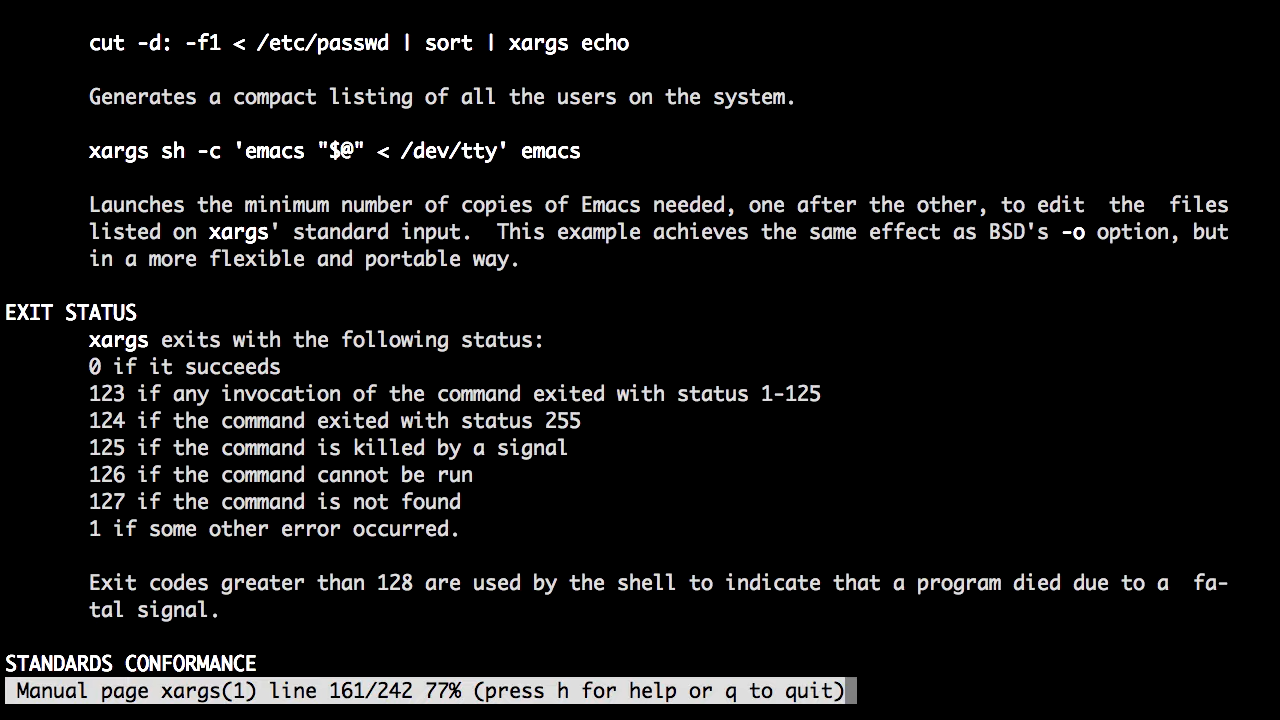 cut -d: -f1 < /etc/passwd | sort | xargs echo
Generates a compact listing of all the users on the system.
xargs sh -c 'emacs "$@" < /dev/tty' emacs
Launches the minimum number of copies of Emacs needed, one after the other, to edit  the  files
listed on xargs' standard input.  This example achieves the same effect as BSD's -o option, but
in a more flexible and portable way.
EXIT STATUS
xargs exits with the following status:
0 if it succeeds
123 if any invocation of the command exited with status 1-125
124 if the command exited with status 255
125 if the command is killed by a signal
126 if the command cannot be run
127 if the command is not found
1 if some other error occurred.
Exit codes greater than 128 are used by the shell to indicate that a program died due to a  fa-
tal signal.
STANDARDS CONFORMANCE
Manual page xargs(1) line 161/242 77% (press h for help or q to quit)